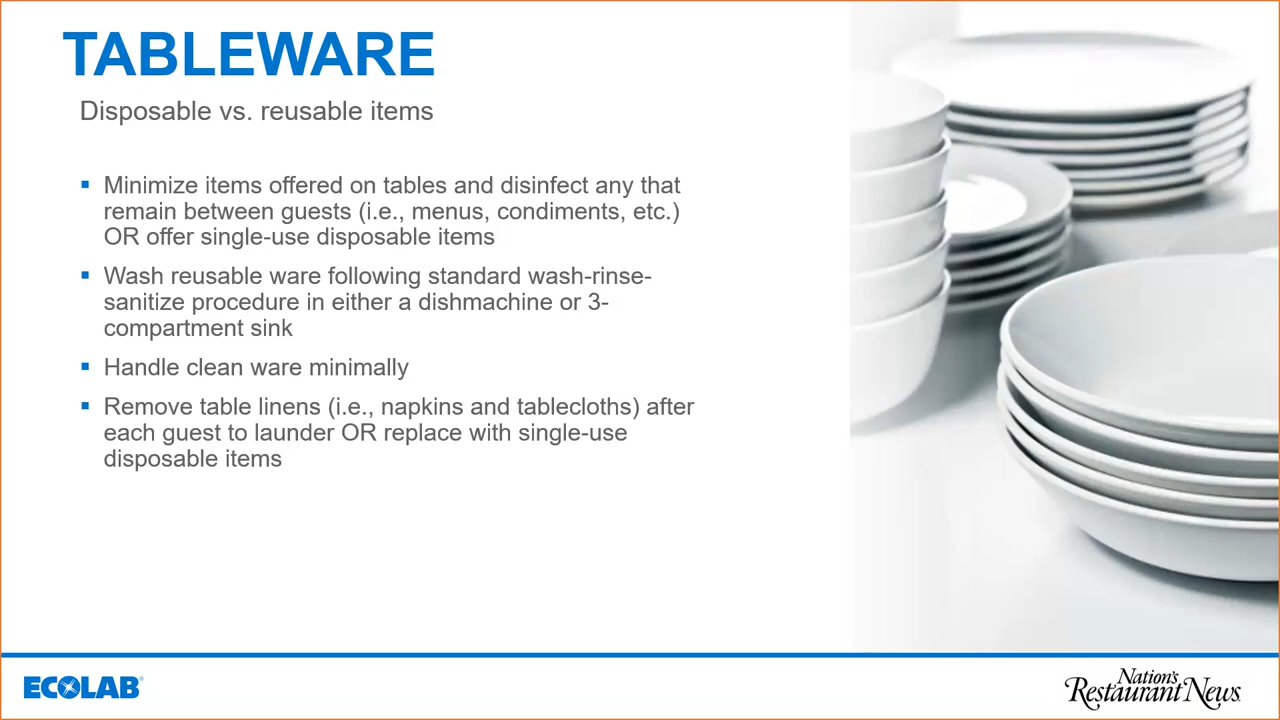 TABLEWARE
Disposable vs. reusable items
▪ Minimize items offered on tables and disinfect any that
remain between guests (i.e., menus, condiments, etc.)
OR offer single-use disposable items
▪ Wash reusable ware following standard wash-rinse-
sanitize procedure in either a dishmachine or 3-
compartment sink
▪ Handle clean ware minimally
▪ Remove table linens (i.e., napkins and tablecloths) after
each guest to launder OR replace with single-use
disposable items
ECOLAB®
Nation's
Restaurant News